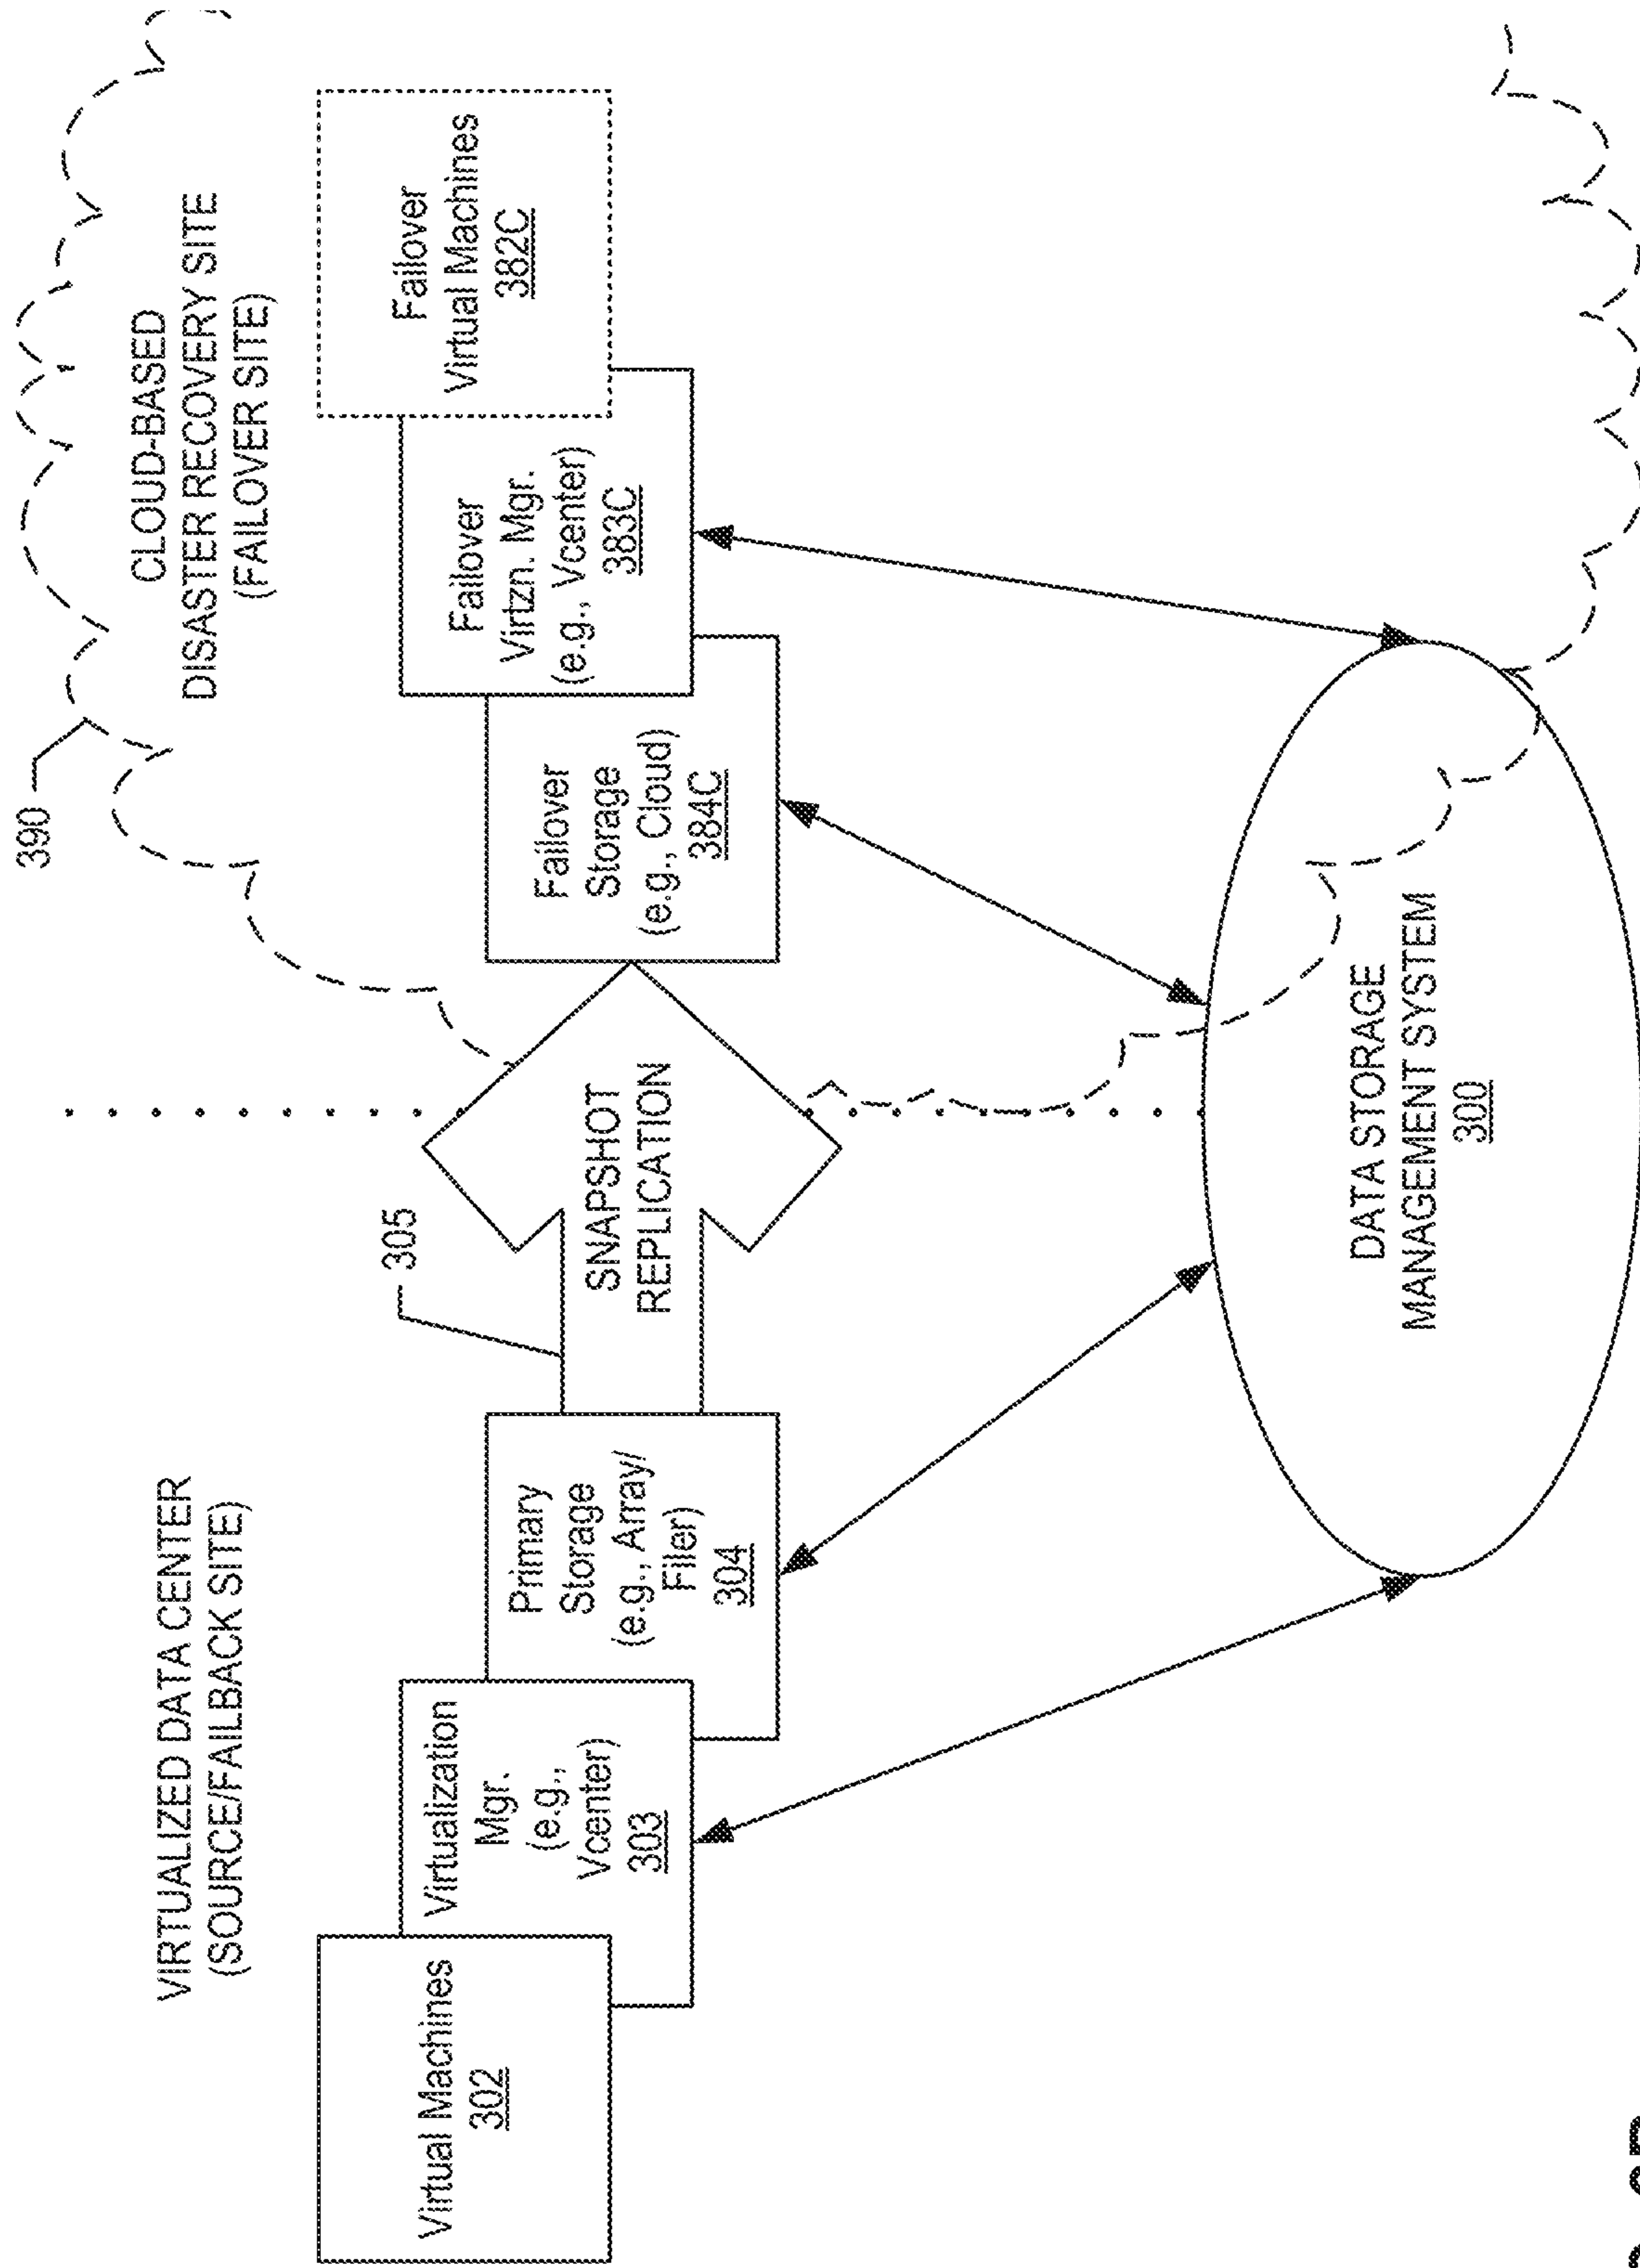 390
VIRTUALIZED DATA CENTER
(SOURCE/FAILBACK SITE)
CLOUD-BASED
DISASTER RECOVERY SITE
(FAILOVER SITE)
Virtual Machines
302
Virtualization
Mgr.
(e.g.,
Vcenter)
303
Primary
Storage
(e.g., Array/
Filer)
304
305
SNAPSHOT
REPLICATION
Failover
Storage
(e.g., Cloud)
384C
Failover
Virtzn. Mgr.
(e.g., Vcenter)
383C
Failover
Virtual Machines
382C
DATA STORAGE
MANAGEMENT SYSTEM
300